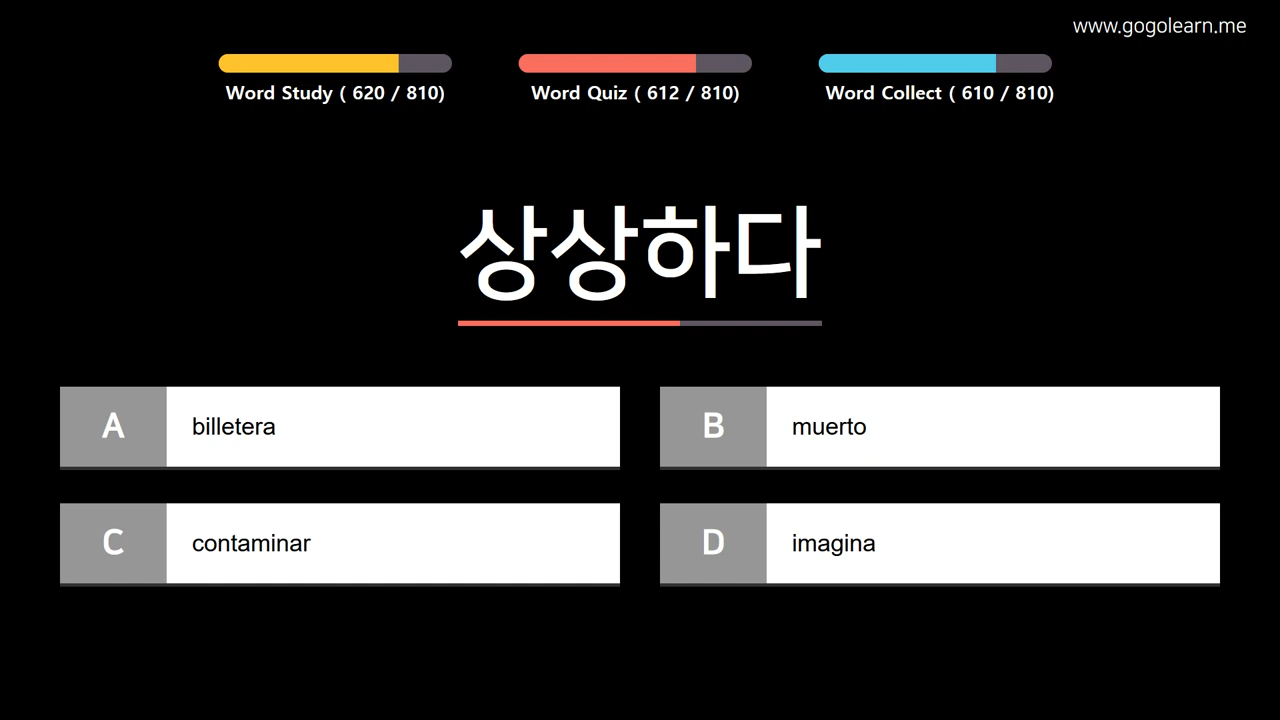 www.gogolearn.me
Word Study ( 620 / 810)
Word Quiz ( 612 / 810)
Word Collect ( 610 / 810)
상상하다
A billetera
B muerto
C contaminar
D imagina